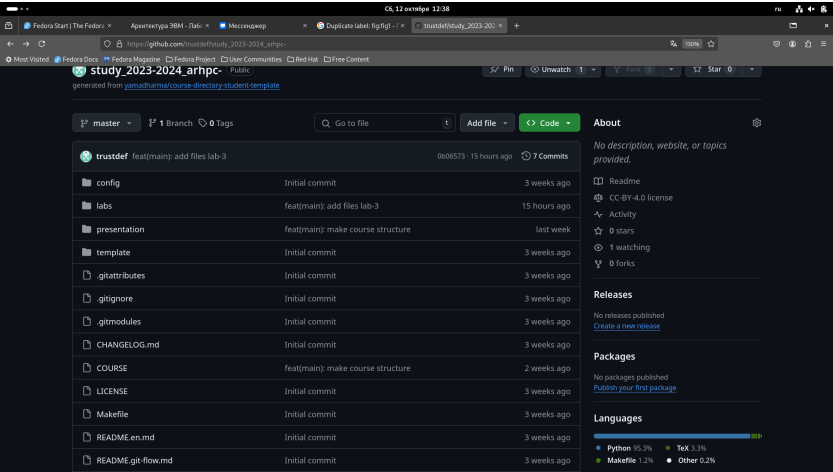 Сб, 12 октября 12:38
ru
Fedora Start | The Fedora
Архитектура ЭВМ - Лабо
Мессенджер
Duplicate label: fig:fig1 -
trustdef/study_2023-202
https://github.com/trustdef/study_2023-2024_arhpc-
130%
Most Visited Fedora Docs Fedora Magazine Fedora Project User Communities Red Hat Free Content
study_2023-2024_arhpc- Public
Pin Unwatch 1 Fork 0 Star 0
generated from yamadharma/course-directory-student-template
master 1 Branch 0 Tags Go to file t Add file Code
trustdef feat(main): add files lab-3 0b06573 · 15 hours ago 7 Commits
config Initial commit 3 weeks ago
labs feat(main): add files lab-3 15 hours ago
presentation feat(main): make course structure last week
template Initial commit 3 weeks ago
.gitattributes Initial commit 3 weeks ago
.gitignore Initial commit 3 weeks ago
.gitmodules Initial commit 3 weeks ago
CHANGELOG.md Initial commit 3 weeks ago
COURSE feat(main): make course structure 2 weeks ago
LICENSE Initial commit 3 weeks ago
Makefile Initial commit 3 weeks ago
README.en.md Initial commit 3 weeks ago
README.git-flow.md Initial commit 3 weeks ago
About
No description, website, or topics
provided.
Readme
CC-BY-4.0 license
Activity
0 stars
1 watching
0 forks
Releases
No releases published
Create a new release
Packages
No packages published
Publish your first package
Languages
Python 95.3% TeX 3.3%
Makefile 1.2% Other 0.2%